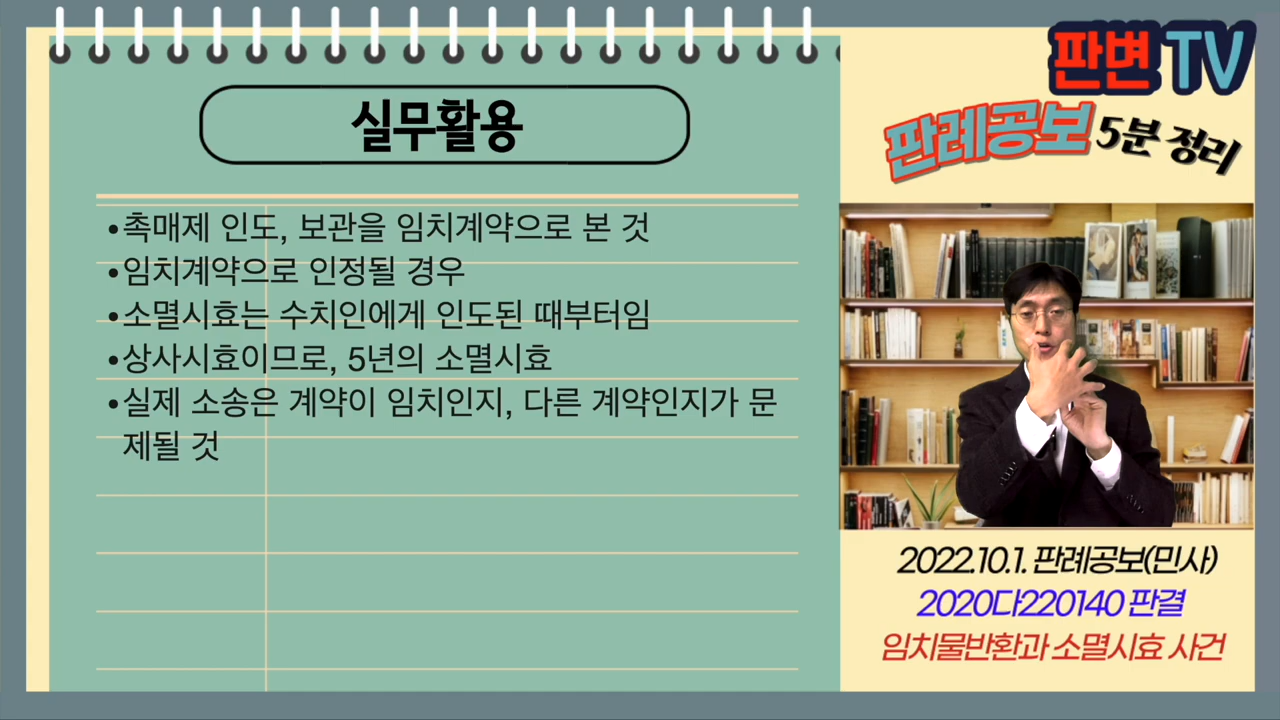 판변 TV
판례공보 5분 정리
실무활용
•촉매제 인도, 보관을 임치계약으로 본 것
•임치계약으로 인정될 경우
•소멸시효는 수치인에게 인도된 때부터임
•상사시효이므로, 5년의 소멸시효
•실제 소송은 계약이 임치인지, 다른 계약인지가 문
제될 것
2022.10.1. 판례공보(민사)
2020다220140 판결
임치물반환과 소멸시효 사건